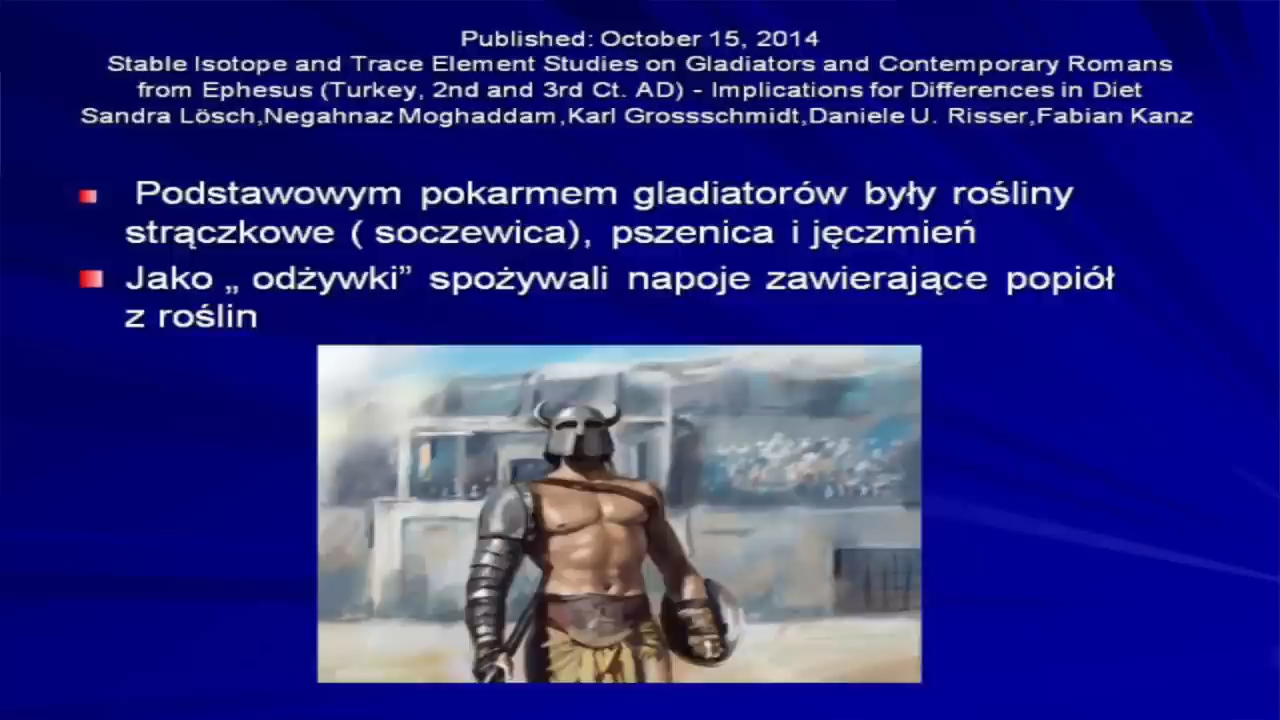 Published: October 15, 2014
Stable Isotope and Trace Element Studies on Gladiators and Contemporary Romans
from Ephesus (Turkey, 2nd and 3rd Ct. AD) - Implications for Differences in Diet
Sandra Lösch,Negahnaz Moghaddam,Karl Grossschmidt,Daniele U. Risser,Fabian Kanz
Podstawowym pokarmem gladiatorów były rośliny
strączkowe ( soczewica), pszenica i jęczmień
Jako „ odżywki” spożywali napoje zawierające popiół
z roślin